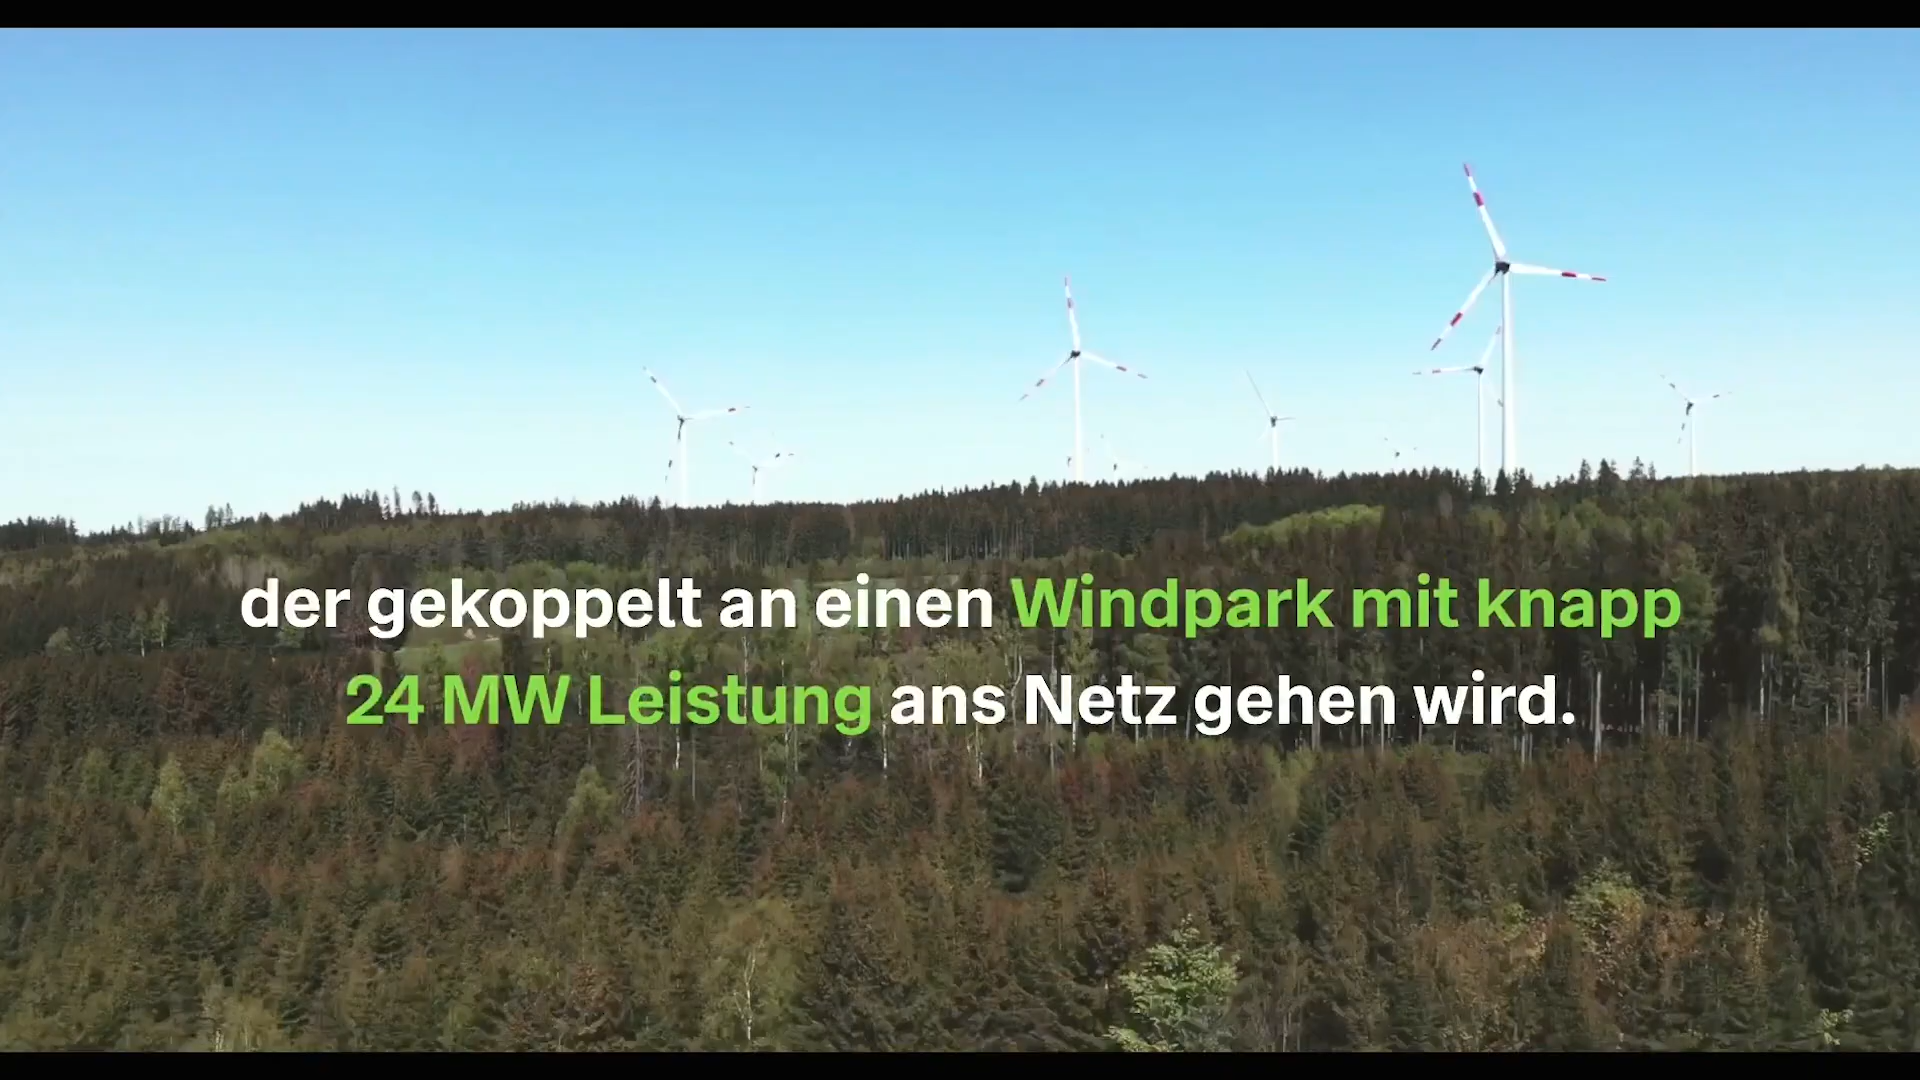 der gekoppelt an einen Windpark mit knapp
24 MW Leistung ans Netz gehen wird.